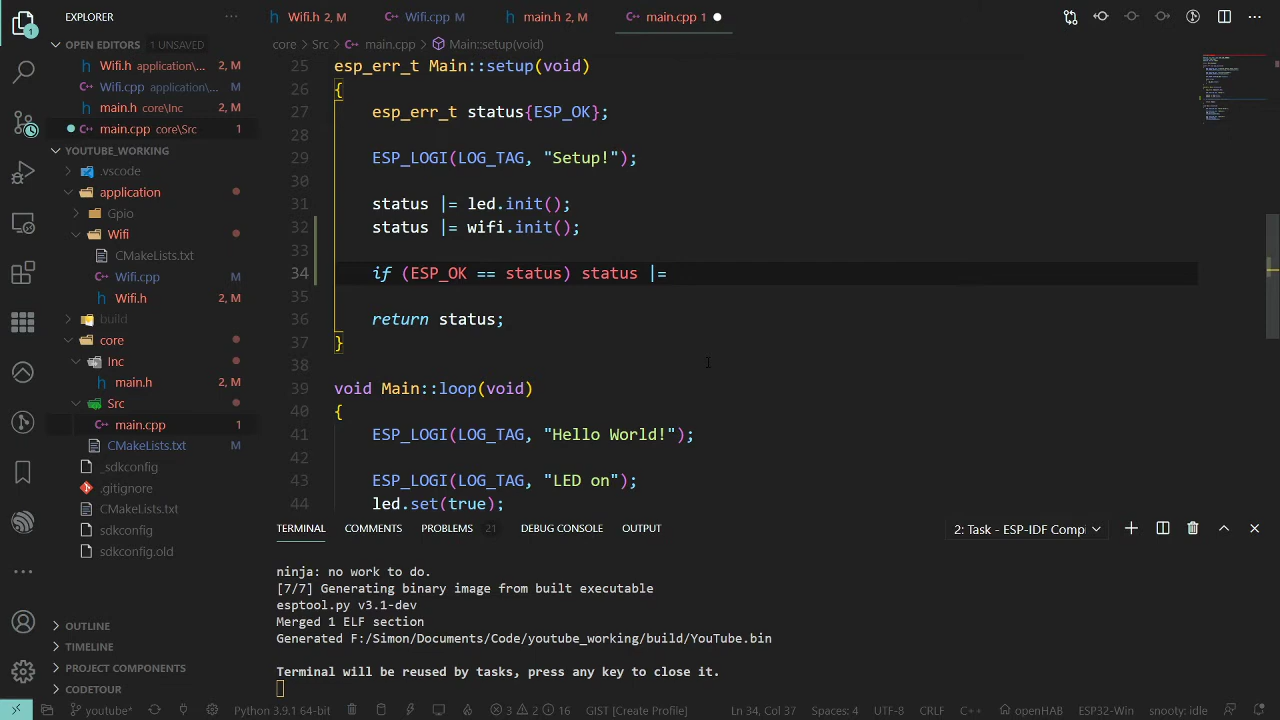 EXPLORER
Wifi.h 2, M
Wifi.cpp M
main.h 2, M
main.cpp 1
OPEN EDITORS 1 UNSAVED
core > Src > main.cpp > Main::setup(void)
Wifi.h application\... 2, M
Wifi.cpp application\... M
main.h core\Inc 2, M
main.cpp core\Src 1
YOUTUBE_WORKING
.vscode
application
Gpio
Wifi
CMakeLists.txt
Wifi.cpp M
Wifi.h 2, M
build
core
Inc
main.h 2, M
Src
main.cpp 1
CMakeLists.txt M
_sdkconfig
.gitignore
CMakeLists.txt
sdkconfig
sdkconfig.old
OUTLINE
TIMELINE
PROJECT COMPONENTS
CODETOUR
25 esp_err_t Main::setup(void)
26 {
27 esp_err_t status{ESP_OK};
28
29 ESP_LOGI(LOG_TAG, "Setup!");
30
31 status |= led.init();
32 status |= wifi.init();
33
34 if (ESP_OK == status) status |=
35
36 return status;
37 }
38
39 void Main::loop(void)
40 {
41 ESP_LOGI(LOG_TAG, "Hello World!");
42
43 ESP_LOGI(LOG_TAG, "LED on");
44 led.set(true);
TERMINAL COMMENTS PROBLEMS 21 DEBUG CONSOLE OUTPUT
2: Task - ESP-IDF Compi
ninja: no work to do.
[7/7] Generating binary image from built executable
esptool.py v3.1-dev
Merged 1 ELF section
Generated F:/Simon/Documents/Code/youtube_working/build/YouTube.bin
Terminal will be reused by tasks, press any key to close it.
youtube* Python 3.9.1 64-bit 3 2 16 GIST [Create Profile] Ln 34, Col 37 Spaces: 4 UTF-8 CRLF C++ openHAB ESP32-Win snooty: idle